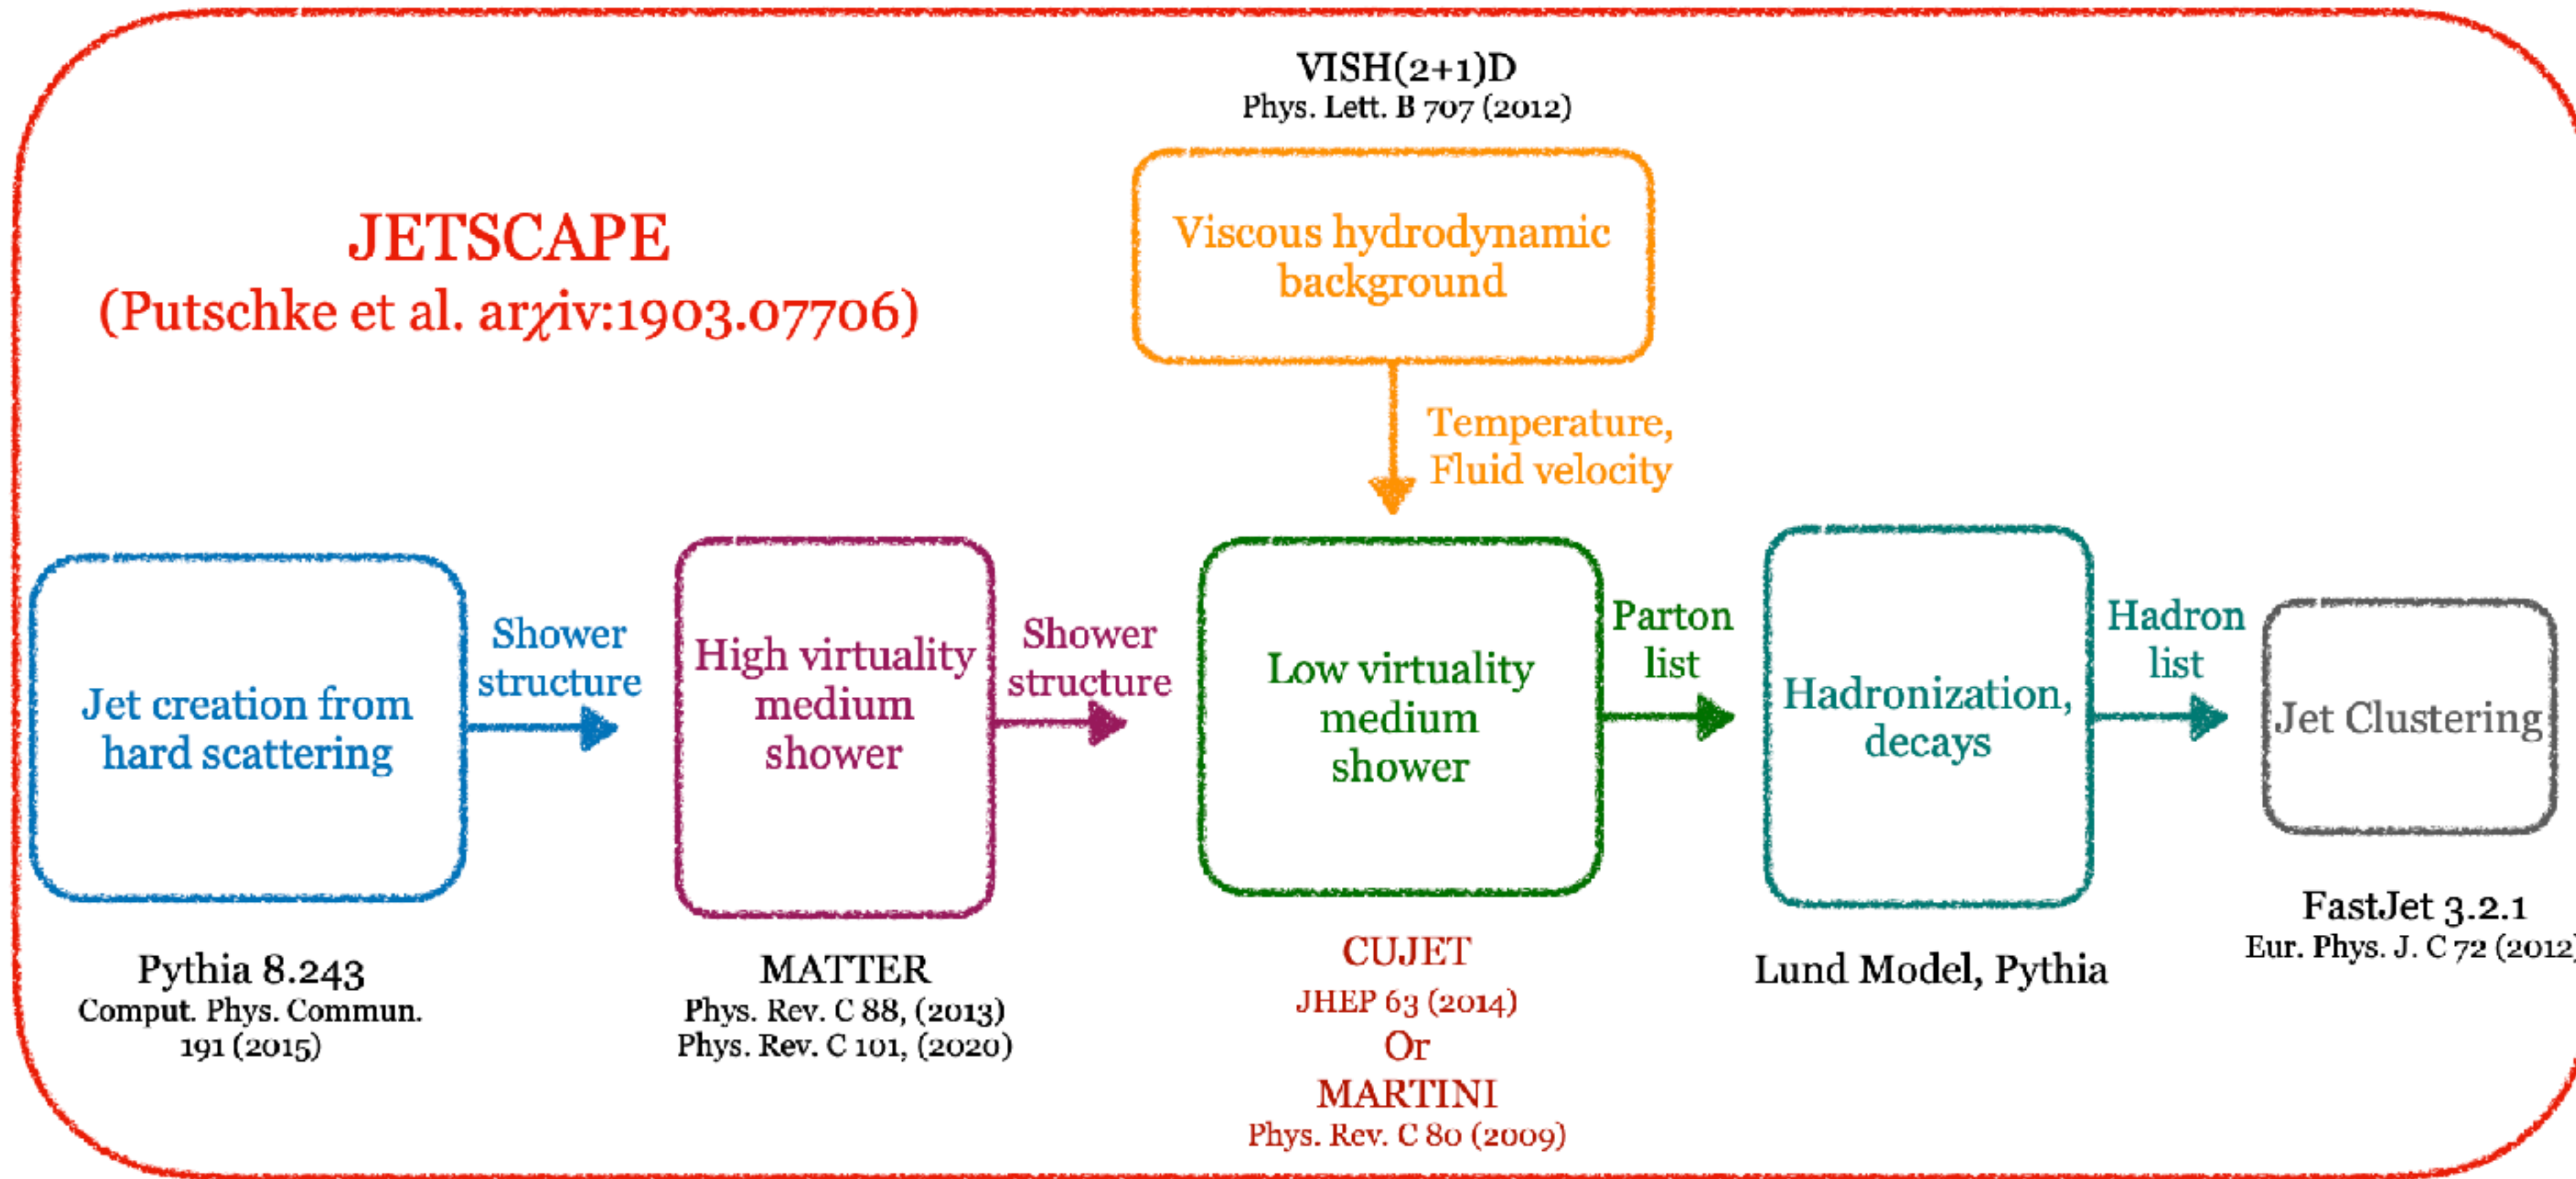 VISH(2+1)D
Phys. Lett. B 707 (2012)
JETSCAPE
(Putschke et al. arχiv:1903.07706)
Viscous hydrodynamic
background
Temperature,
Fluid velocity
Jet creation from
hard scattering
Shower
structure
High virtuality
medium
shower
Shower
structure
Low virtuality
medium
shower
Parton
list
Hadronization,
decays
Hadron
list
Jet Clustering
Pythia 8.243
Comput. Phys. Commun.
191 (2015)
MATTER
Phys. Rev. C 88, (2013)
Phys. Rev. C 101, (2020)
CUJET
JHEP 63 (2014)
Or
MARTINI
Phys. Rev. C 80 (2009)
Lund Model, Pythia
FastJet 3.2.1
Eur. Phys. J. C 72 (2012)